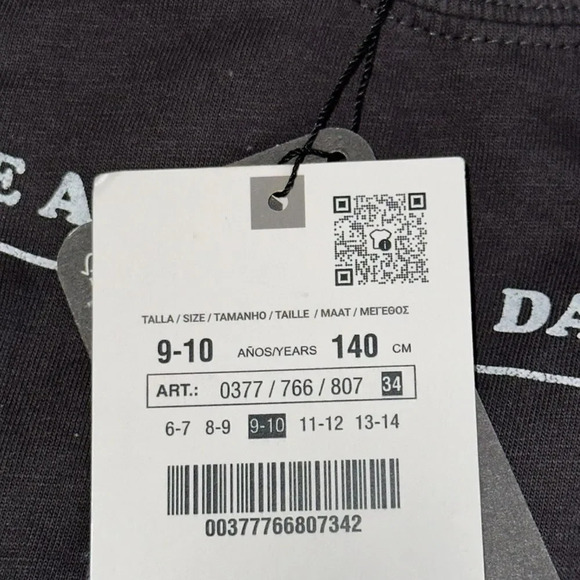 E A
DA
TALLA / SIZE / TAMANHO / TAILLE / MAAT / ΜΕΓΕΘΟΣ
9-10 AÑOS/YEARS 140 CM
ART.: 0377 / 766 / 807 34
6-7 8-9 9-10 11-12 13-14
00377766807342